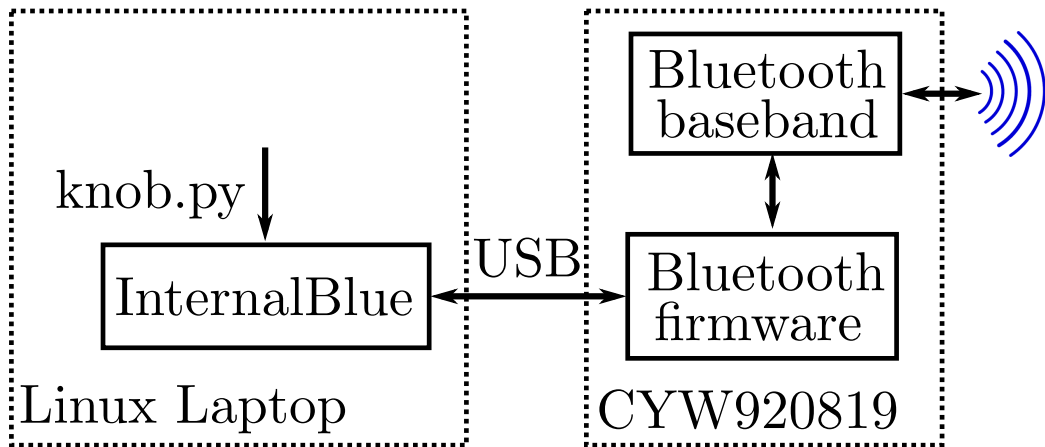 knob.py
InternalBlue
Linux Laptop
USB
Bluetooth
baseband
Bluetooth
firmware
CYW920819